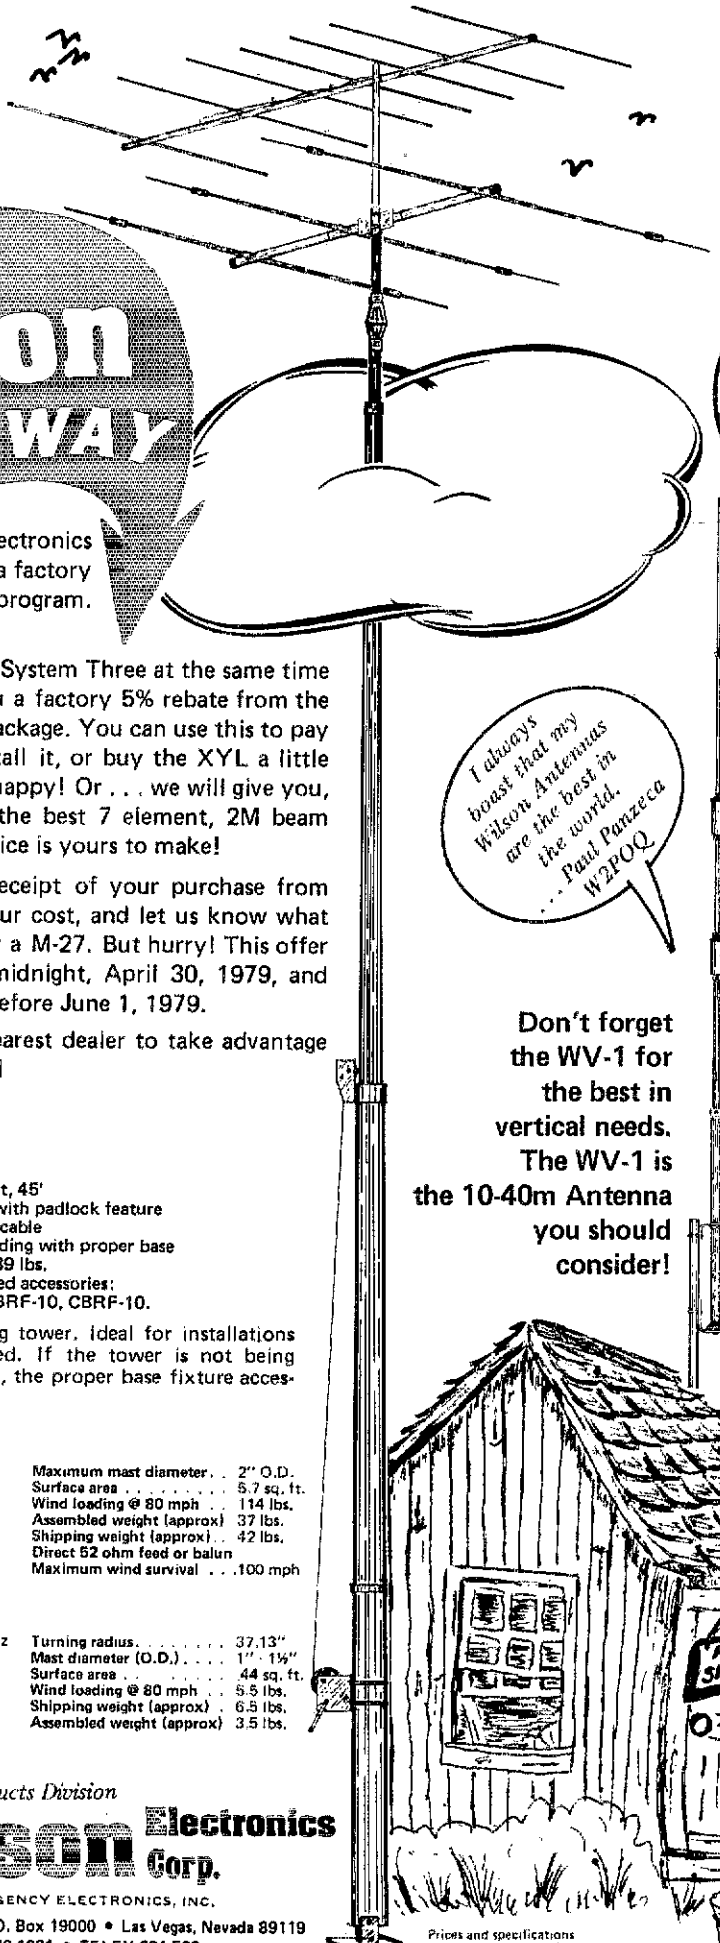 on
WAY
ectronics
a factory
program.
System Three at the same time
a factory 5% rebate from the
ackage. You can use this to pay
all it, or buy the XYL a little
appy! Or . . . we will give you,
the best 7 element, 2M beam
ice is yours to make!
eceipt of your purchase from
ur cost, and let us know what
a M-27. But hurry! This offer
midnight, April 30, 1979, and
efore June 1, 1979.
earest dealer to take advantage
I always
boast that my
Wilson Antennas
are the best in
the world.
... Paul Panzeca
W2POQ
Don't forget
the WV-1 for
the best in
vertical needs.
The WV-1 is
the 10-40m Antenna
you should
consider!
t, 45'
with padlock feature
cable
ding with proper base
39 lbs.
ed accessories:
BRF-10, CBRF-10.
g tower. Ideal for installations
ed. If the tower is not being
, the proper base fixture acces-
Maximum mast diameter. . 2" O.D.
Surface area . . . . . . . . . 5.7 sq. ft.
Wind loading @ 80 mph . . 114 lbs.
Assembled weight (approx) 37 lbs.
Shipping weight (approx) . . 42 lbs.
Direct 52 ohm feed or balun
Maximum wind survival . . .100 mph
z Turning radius. . . . . . . . 37.13"
Mast diameter (O.D.) . . . . 1" - 1½"
Surface area . . . . . . . . .44 sq. ft.
Wind loading @ 80 mph . . 5.5 lbs.
Shipping weight (approx) . 6.5 lbs.
Assembled weight (approx) 3.5 lbs.
ucts Division
son Electronics
Corp.
GENCY ELECTRONICS, INC.
O. Box 19000 • Las Vegas, Nevada 89119
Prices and specifications